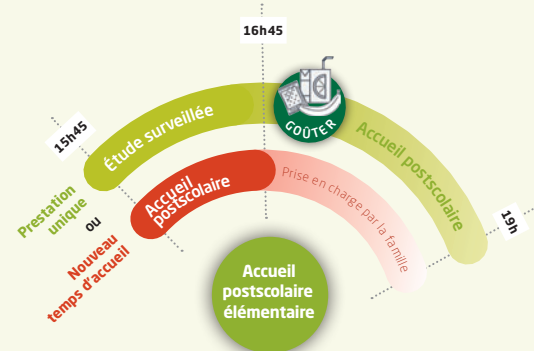 16h45
15h45
Étude surveillée
GOÛTER
Accueil postscolaire
19h
Prestation
unique
ou
Nouveau
temps d'accueil
Accueil
postscolaire
Prise en charge par la famille
Accueil
postscolaire
élémentaire